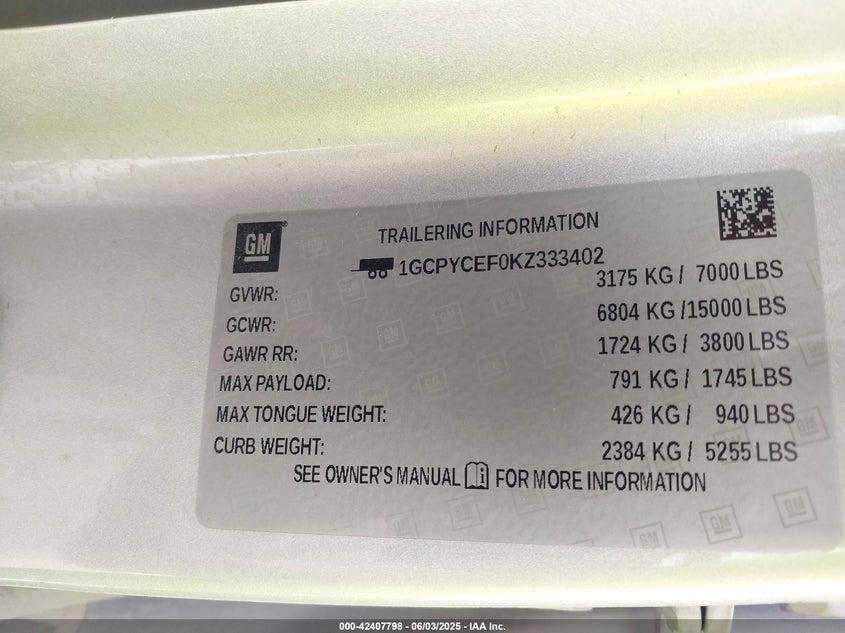 GM
TRAILERING INFORMATION
1GCPYCEF0KZ333402
GVWR: 3175 KG / 7000 LBS
GCWR: 6804 KG /15000 LBS
GAWR RR: 1724 KG / 3800 LBS
MAX PAYLOAD: 791 KG / 1745 LBS
MAX TONGUE WEIGHT: 426 KG / 940 LBS
CURB WEIGHT: 2384 KG / 5255 LBS
SEE OWNER'S MANUAL i FOR MORE INFORMATION
000-42407798 - 06/03/2025 - IAA Inc.